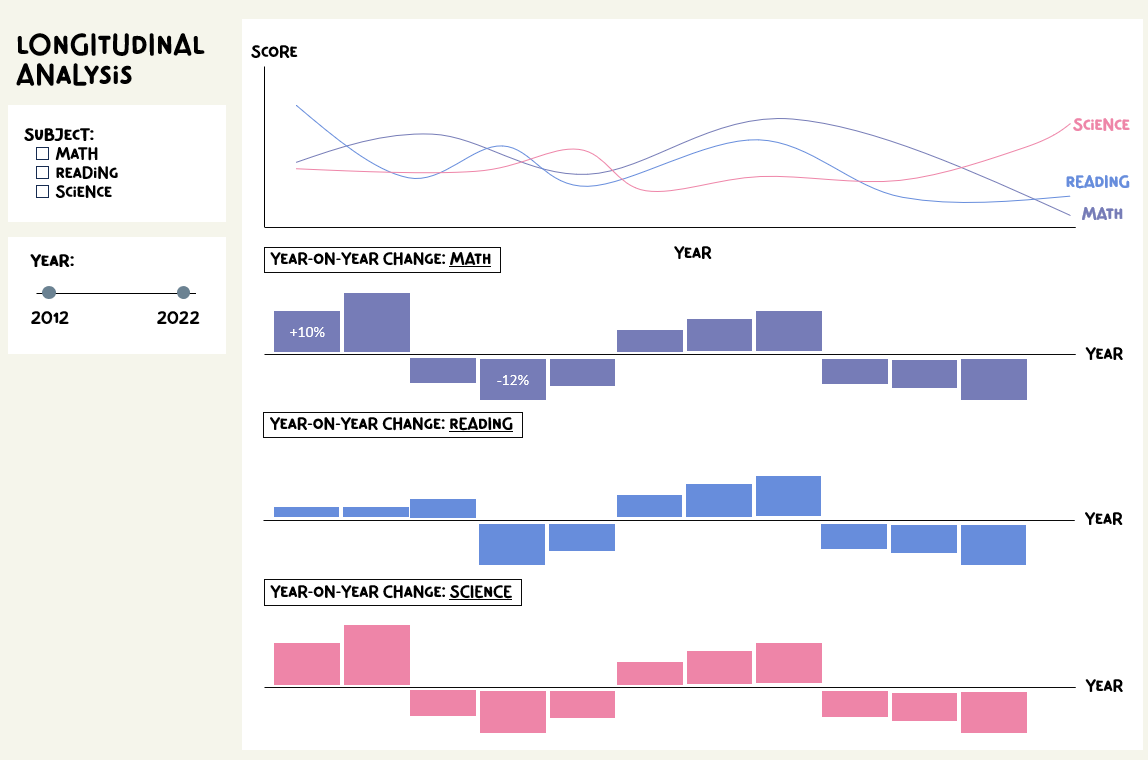 LONGITUDINAL
ANALYSiS
SUBJECT:
MATH
READiNG
SCiENCE
YEAR:
2012 2022
SCORE
SCiENCE
READING
MATH
YEAR
YEAR-ON-YEAR CHANGE: MATH
+10%
-12%
YEAR
YEAR-ON-YEAR CHANGE: READING
YEAR
YEAR-ON-YEAR CHANGE: SCIENCE
YEAR